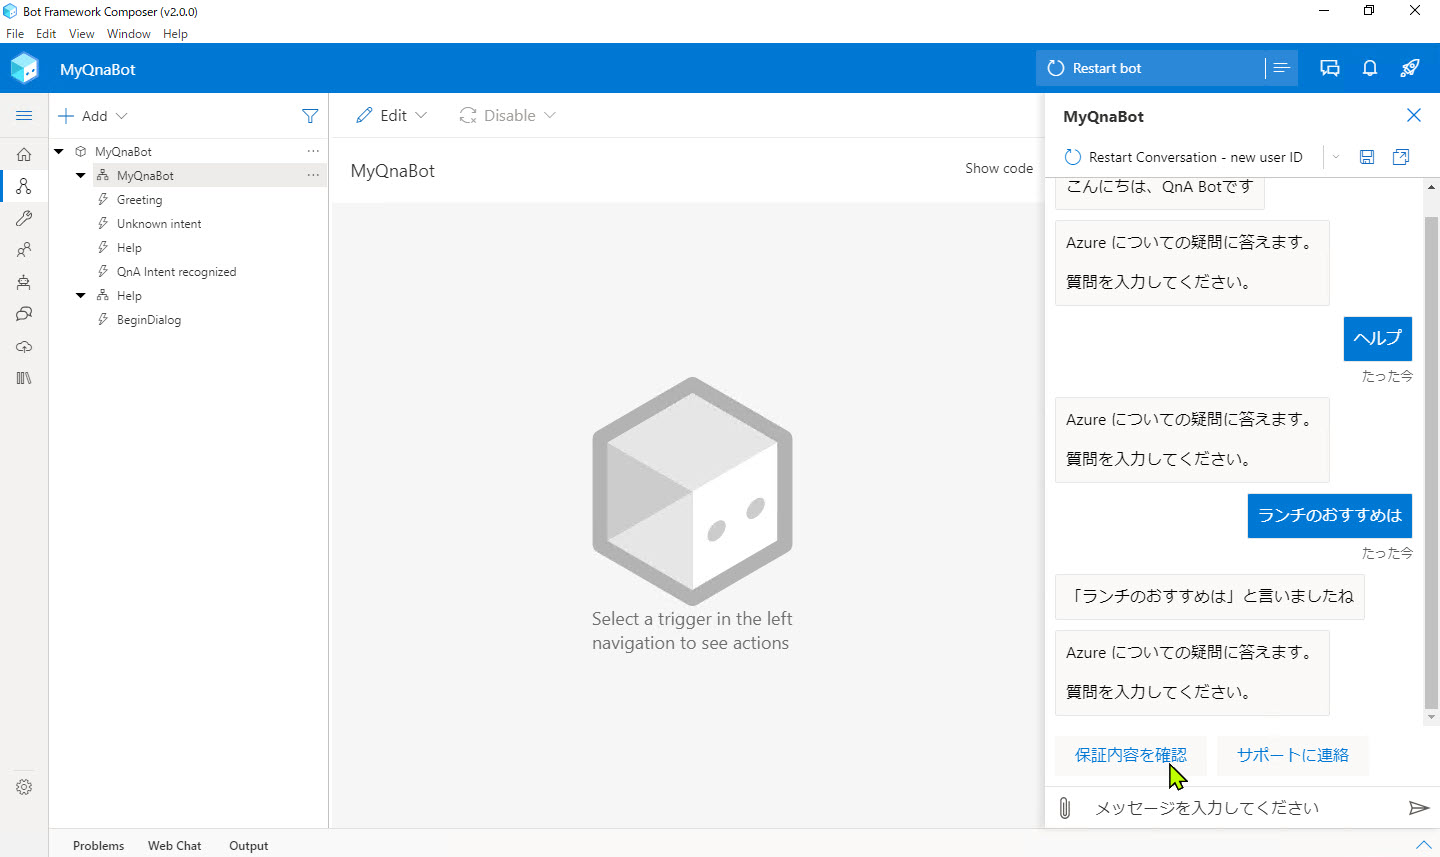 Bot Framework Composer (v2.0.0)
File Edit View Window Help
MyQnaBot
Restart bot
Add
Edit
Disable
MyQnaBot
MyQnaBot
Greeting
Unknown intent
Help
QnA Intent recognized
Help
BeginDialog
MyQnaBot
Show code
Select a trigger in the left
navigation to see actions
MyQnaBot
Restart Conversation - new user ID
こんにちは、QnA Botです
Azure についての疑問に答えます。
質問を入力してください。
ヘルプ
たった今
Azure についての疑問に答えます。
質問を入力してください。
ランチのおすすめは
たった今
「ランチのおすすめは」と言いましたね
Azure についての疑問に答えます。
質問を入力してください。
保証内容を確認
サポートに連絡
メッセージを入力してください
Problems Web Chat Output